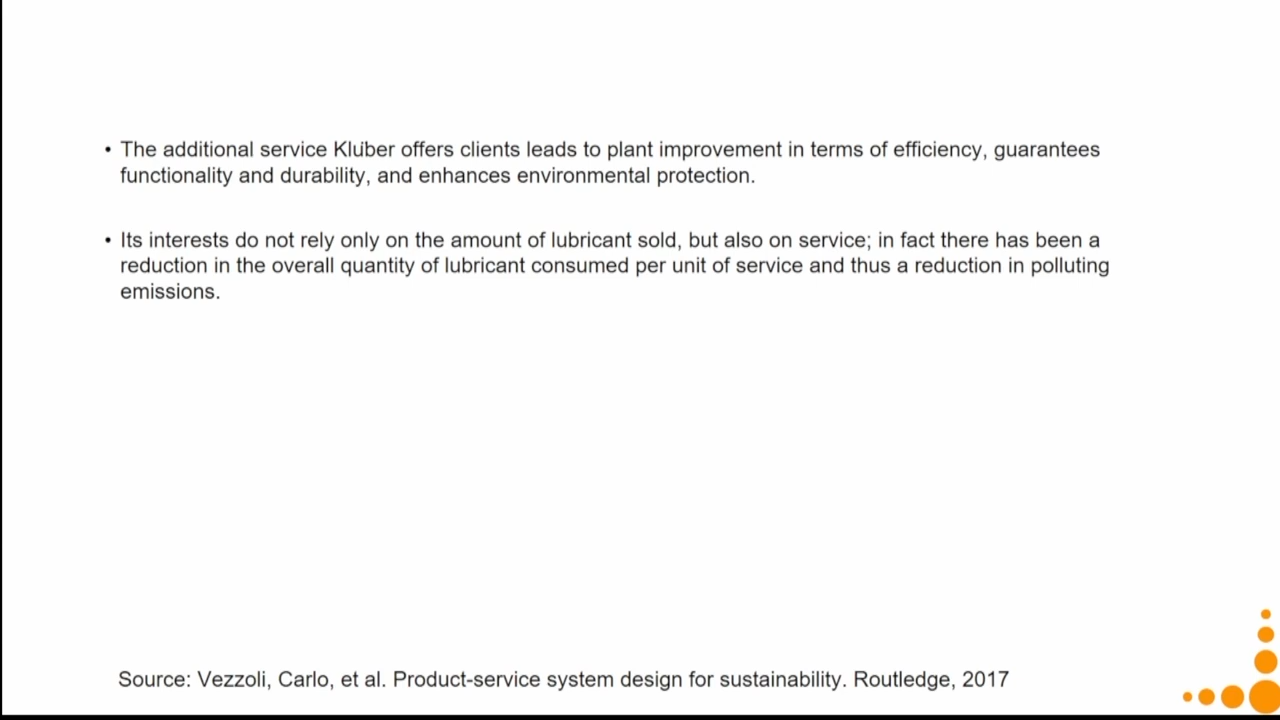 • The additional service Kluber offers clients leads to plant improvement in terms of efficiency, guarantees
functionality and durability, and enhances environmental protection.
• Its interests do not rely only on the amount of lubricant sold, but also on service; in fact there has been a
reduction in the overall quantity of lubricant consumed per unit of service and thus a reduction in polluting
emissions.
Source: Vezzoli, Carlo, et al. Product-service system design for sustainability. Routledge, 2017